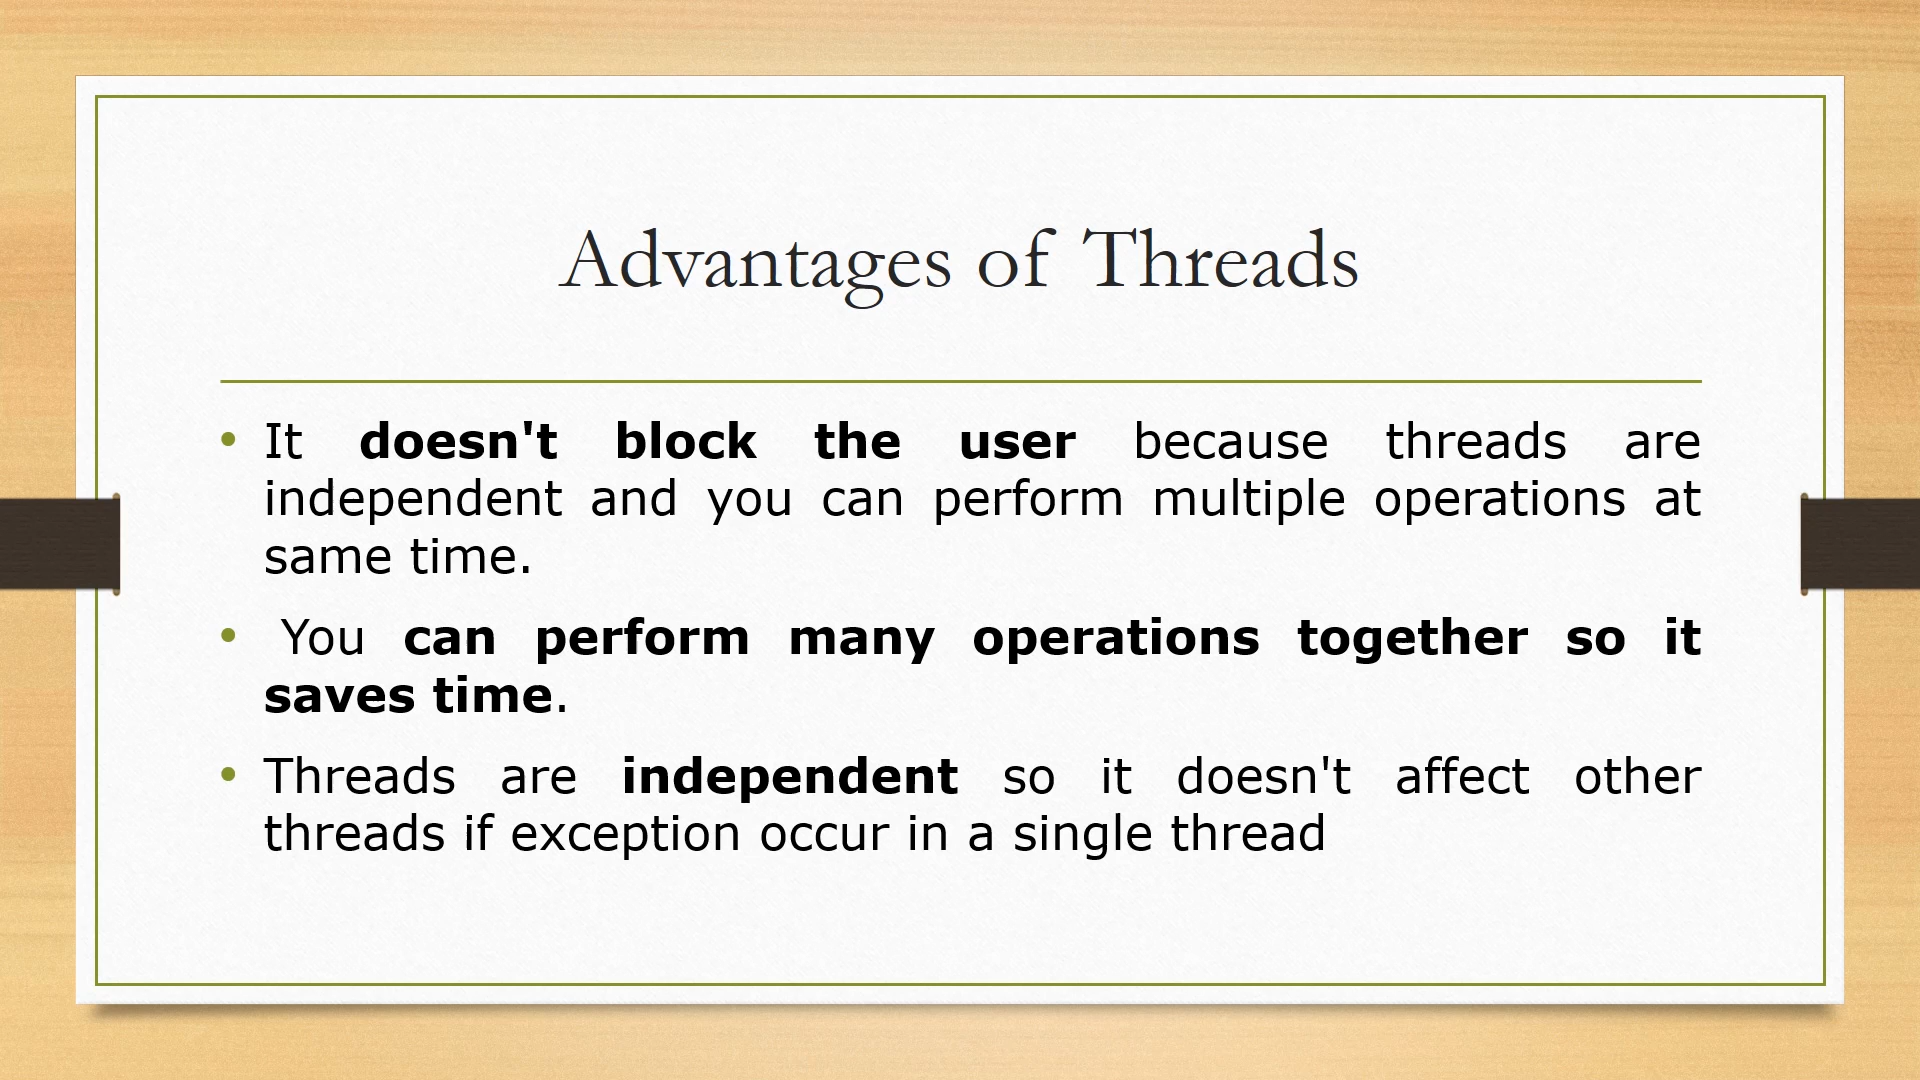 Advantages of Threads
• It doesn't block the user because threads are
independent and you can perform multiple operations at
same time.
• You can perform many operations together so it
saves time.
• Threads are independent so it doesn't affect other
threads if exception occur in a single thread